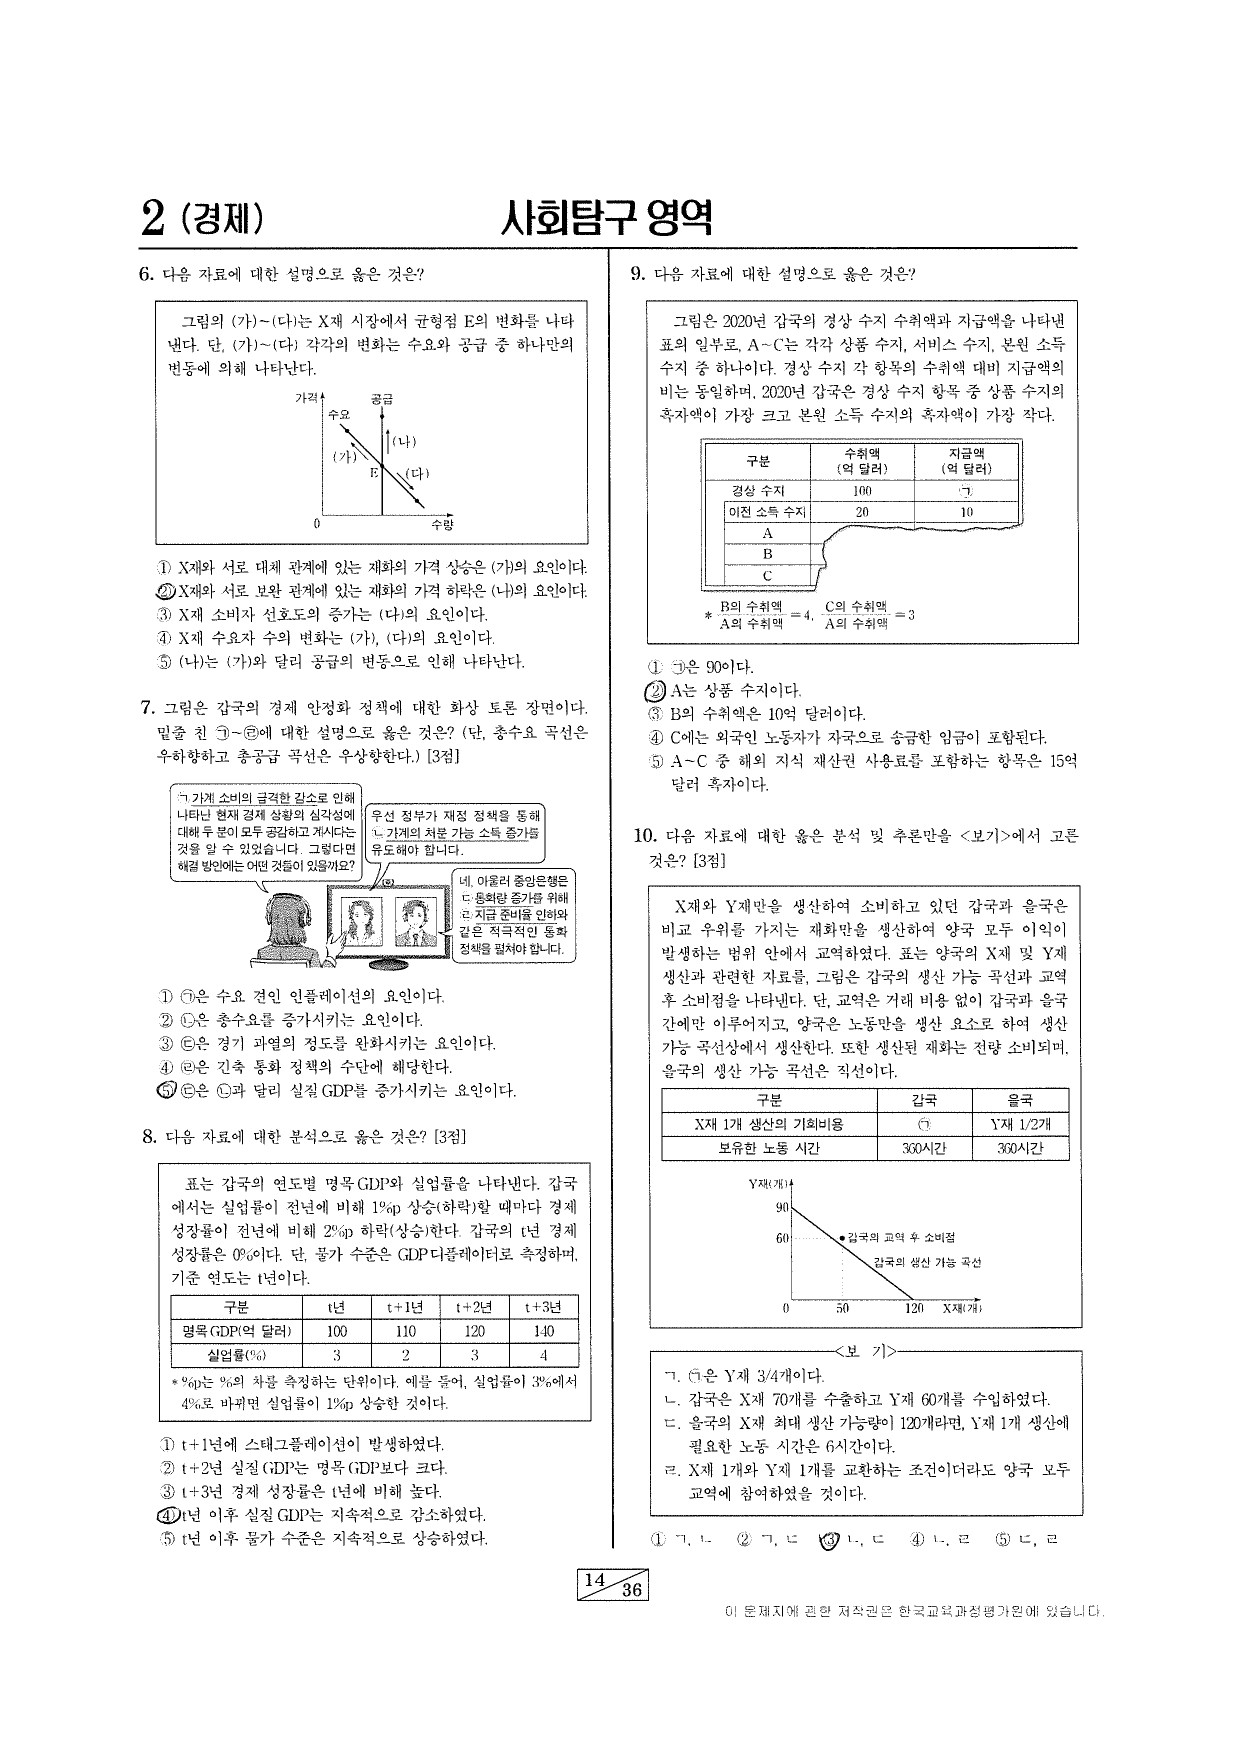 2 (경제)
사회탐구 영역
6. 다음 자료에 대한 설명으로 옳은 것은?
그림의 (가)~(다)는 X재 시장에서 균형점 E의 변화를 나타
낸다. 단, (가)~(다) 각각의 변화는 수요와 공급 중 하나만의
변동에 의해 나타난다.
가격
공급
수요
(나)
(가)
E
(다)
0
수량
① X재와 서로 대체 관계에 있는 재화의 가격 상승은 (가)의 요인이다.
② X재와 서로 보완 관계에 있는 재화의 가격 하락은 (나)의 요인이다.
③ X재 소비자 선호도의 증가는 (다)의 요인이다.
④ X재 수요자 수의 변화는 (가), (다)의 요인이다.
⑤ (나)는 (가)와 달리 공급의 변동으로 인해 나타난다.
7. 그림은 갑국의 경제 안정화 정책에 대한 화상 토론 장면이다.
밑줄 친 ㉠~㉣에 대한 설명으로 옳은 것은? (단, 총수요 곡선은
우하향하고 총공급 곡선은 우상향한다.) [3점]
㉠ 가계 소비의 급격한 감소로 인해
나타난 현재 경제 상황의 심각성에
대해 두 분이 모두 공감하고 계시다는
것을 알 수 있었습니다. 그렇다면
해결 방안에는 어떤 것들이 있을까요?
우선 정부가 재정 정책을 통해
㉡ 가계의 처분 가능 소득 증가를
유도해야 합니다.
네, 아울러 중앙은행은
㉢ 통화량 증가를 위해
㉣ 지급 준비율 인하와
같은 적극적인 통화
정책을 펼쳐야 합니다.
① ㉠은 수요 견인 인플레이션의 요인이다.
② ㉡은 총수요를 증가시키는 요인이다.
③ ㉢은 경기 과열의 정도를 완화시키는 요인이다.
④ ㉣은 긴축 통화 정책의 수단에 해당한다.
⑤ ㉢은 ㉡과 달리 실질 GDP를 증가시키는 요인이다.
8. 다음 자료에 대한 분석으로 옳은 것은? [3점]
표는 갑국의 연도별 명목 GDP와 실업률을 나타낸다. 갑국
에서는 실업률이 전년에 비해 1%p 상승(하락)할 때마다 경제
성장률이 전년에 비해 2%p 하락(상승)한다. 갑국의 t년 경제
성장률은 0%이다. 단, 물가 수준은 GDP 디플레이터로 측정하며,
기준 연도는 t년이다.
구분 t년 t+1년 t+2년 t+3년
명목 GDP(억 달러) 100 110 120 140
실업률(%) 3 2 3 4
* %p는 %의 차를 측정하는 단위이다. 예를 들어, 실업률이 3%에서
4%로 바뀌면 실업률이 1%p 상승한 것이다.
① t+1년에 스태그플레이션이 발생하였다.
② t+2년 실질 GDP는 명목 GDP보다 크다.
③ t+3년 경제 성장률은 t년에 비해 높다.
④ t년 이후 실질 GDP는 지속적으로 감소하였다.
⑤ t년 이후 물가 수준은 지속적으로 상승하였다.
9. 다음 자료에 대한 설명으로 옳은 것은?
그림은 2020년 갑국의 경상 수지 수취액과 지급액을 나타낸
표의 일부로, A~C는 각각 상품 수지, 서비스 수지, 본원 소득
수지 중 하나이다. 경상 수지 각 항목의 수취액 대비 지급액의
비는 동일하며, 2020년 갑국은 경상 수지 항목 중 상품 수지의
흑자액이 가장 크고 본원 소득 수지의 흑자액이 가장 작다.
구분 수취액 (억 달러) 지급액 (억 달러)
경상 수지 100 ㉠
이전 소득 수지 20 10
A
B
C
* B의 수취액/A의 수취액 = 4, C의 수취액/A의 수취액 = 3
① ㉠은 90이다.
② A는 상품 수지이다.
③ B의 수취액은 10억 달러이다.
④ C에는 외국인 노동자가 자국으로 송금한 임금이 포함된다.
⑤ A~C 중 해외 지식 재산권 사용료를 포함하는 항목은 15억
달러 흑자이다.
10. 다음 자료에 대한 옳은 분석 및 추론만을 <보기>에서 고른
것은? [3점]
X재와 Y재만을 생산하여 소비하고 있던 갑국과 을국은
비교 우위를 가지는 재화만을 생산하여 양국 모두 이익이
발생하는 범위 안에서 교역하였다. 표는 양국의 X재 및 Y재
생산과 관련한 자료를, 그림은 갑국의 생산 가능 곡선과 교역
후 소비점을 나타낸다. 단, 교역은 거래 비용 없이 갑국과 을국
간에만 이루어지고, 양국은 노동만을 생산 요소로 하여 생산
가능 곡선상에서 생산한다. 또한 생산된 재화는 전량 소비되며,
을국의 생산 가능 곡선은 직선이다.
구분 갑국 을국
X재 1개 생산의 기회비용 ㉠ Y재 1/2개
보유한 노동 시간 360시간 360시간
Y재(개)
90
60
갑국의 교역 후 소비점
갑국의 생산 가능 곡선
0 50 120 X재(개)
<보 기>
ㄱ. ㉠은 Y재 3/4개이다.
ㄴ. 갑국은 X재 70개를 수출하고 Y재 60개를 수입하였다.
ㄷ. 을국의 X재 최대 생산 가능량이 120개라면, Y재 1개 생산에
필요한 노동 시간은 6시간이다.
ㄹ. X재 1개와 Y재 1개를 교환하는 조건이더라도 양국 모두
교역에 참여하였을 것이다.
① ㄱ, ㄴ ② ㄱ, ㄷ ③ ㄴ, ㄷ ④ ㄴ, ㄹ ⑤ ㄷ, ㄹ
14 36
이 문제지에 관한 저작권은 한국교육과정평가원에 있습니다.